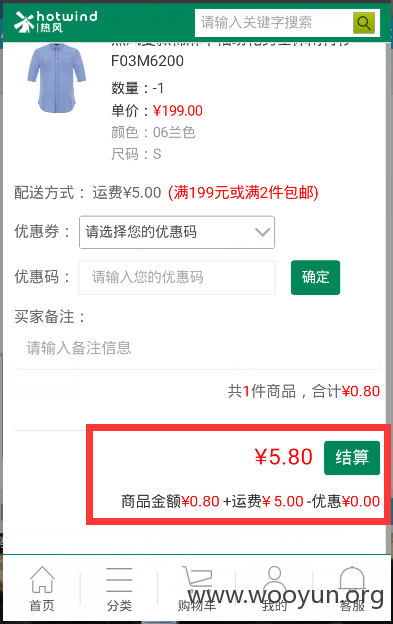 hotwind
热风
请输入关键字搜索
F03M6200
数量：-1
单价：¥199.00
颜色：06兰色
尺码：S
配送方式：运费¥5.00 (满199元或满2件包邮)
优惠券：请选择您的优惠码
优惠码：请输入您的优惠码 确定
买家备注：
请输入备注信息
共1件商品，合计¥0.80
¥5.80 结算
商品金额¥0.80 +运费¥ 5.00 -优惠¥0.00
www.wooyun.org
首页 分类 购物车 我的 客服